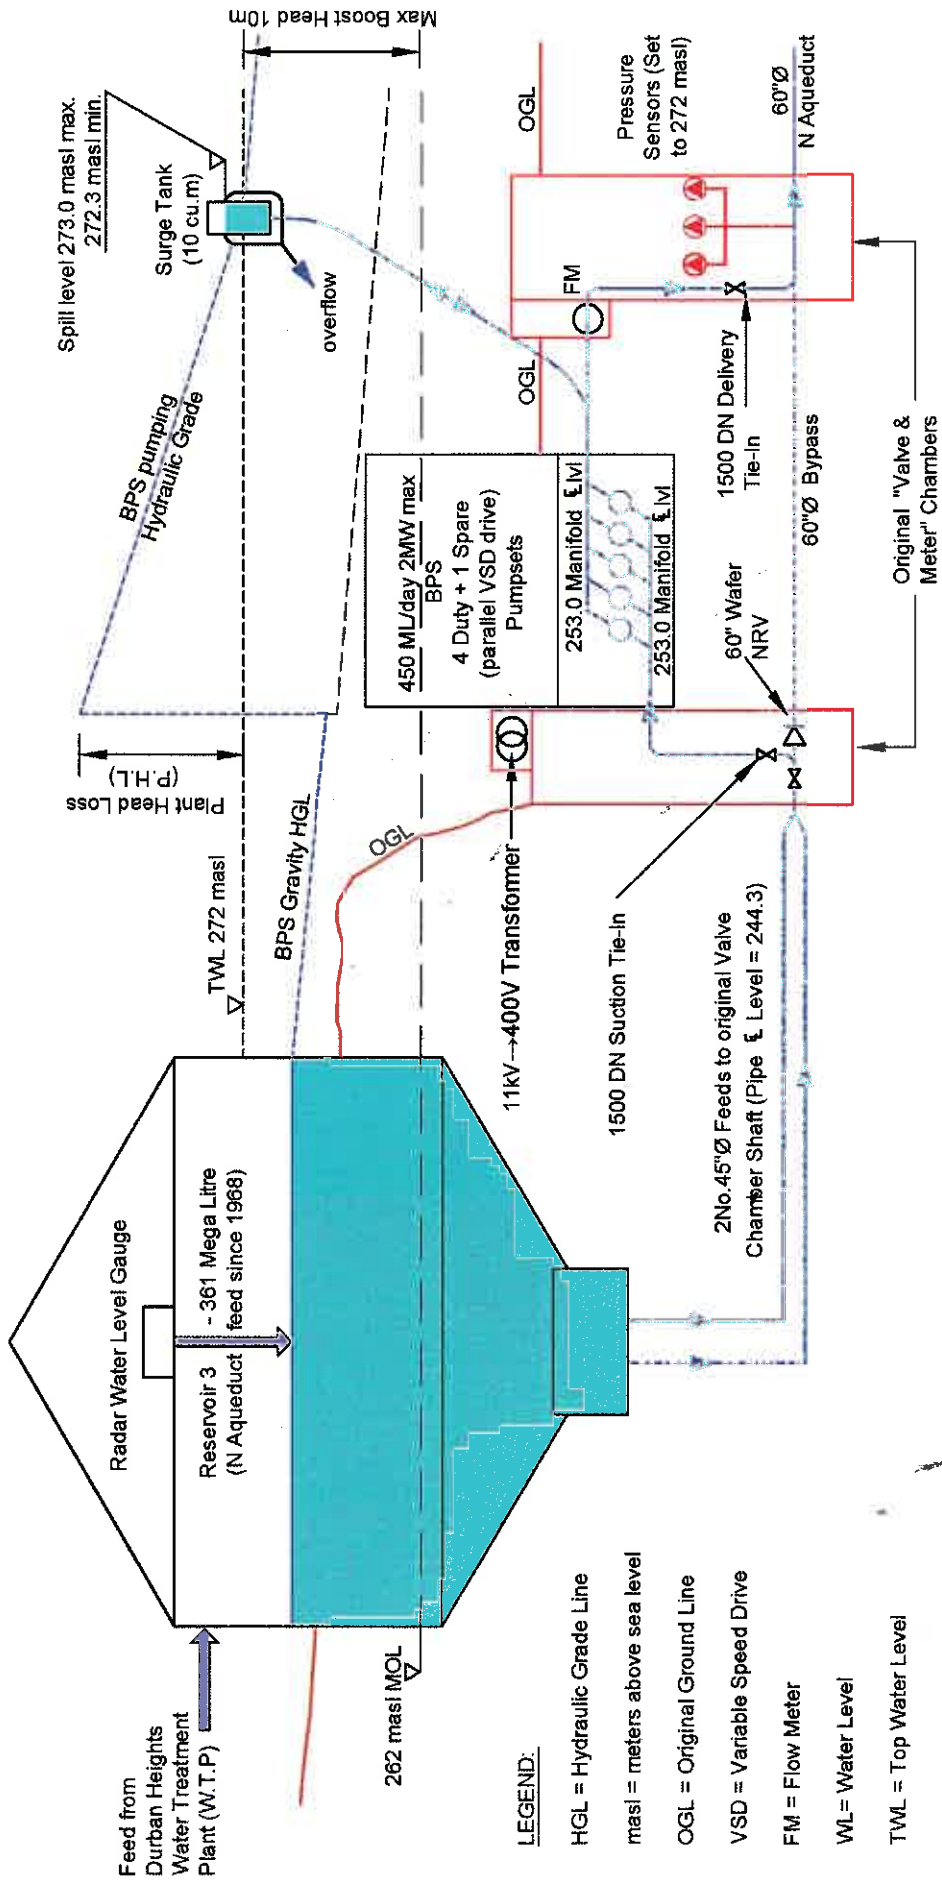 Feed from
Durban Heights
Water Treatment
Plant (W.T.P)
Radar Water Level Gauge
Reservoir 3 ~ 361 Mega Litre
(N Aqueduct feed since 1968)
262 masl MOL
TWL 272 masl
BPS Gravity HGL
OGL
Plant Head Loss
(P.H.L)
BPS pumping
Hydraulic Grade
Spill level 273.0 masl max.
272.3 masl min.
Surge Tank
(10 cu.m)
overflow
Max Boost Head 10m
11kV→400V Transformer
450 ML/day 2MW max
BPS
4 Duty + 1 Spare
(parallel VSD drive)
Pumpsets
253.0 Manifold ℄ lvl
253.0 Manifold ℄ lvl
OGL
FM
OGL
Pressure
Sensors (Set
to 272 masl)
60"Ø
N Aqueduct
1500 DN Suction Tie-In
2No.45"Ø Feeds to original Valve
Chamber Shaft (Pipe ℄ Level = 244.3)
60" Wafer
NRV
1500 DN Delivery
Tie-In
60"Ø Bypass
Original "Valve &
Meter" Chambers
LEGEND:
HGL = Hydraulic Grade Line
masl = meters above sea level
OGL = Original Ground Line
VSD = Variable Speed Drive
FM = Flow Meter
WL= Water Level
TWL = Top Water Level